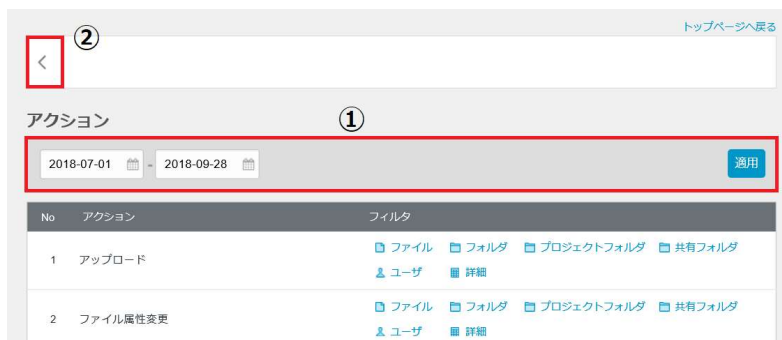 トップページへ戻る
②
アクション
①
2018-07-01 - 2018-09-28 適用
No アクション フィルタ
1 アップロード ファイル フォルダ プロジェクトフォルダ 共有フォルダ
ユーザ 詳細
2 ファイル属性変更 ファイル フォルダ プロジェクトフォルダ 共有フォルダ
ユーザ 詳細